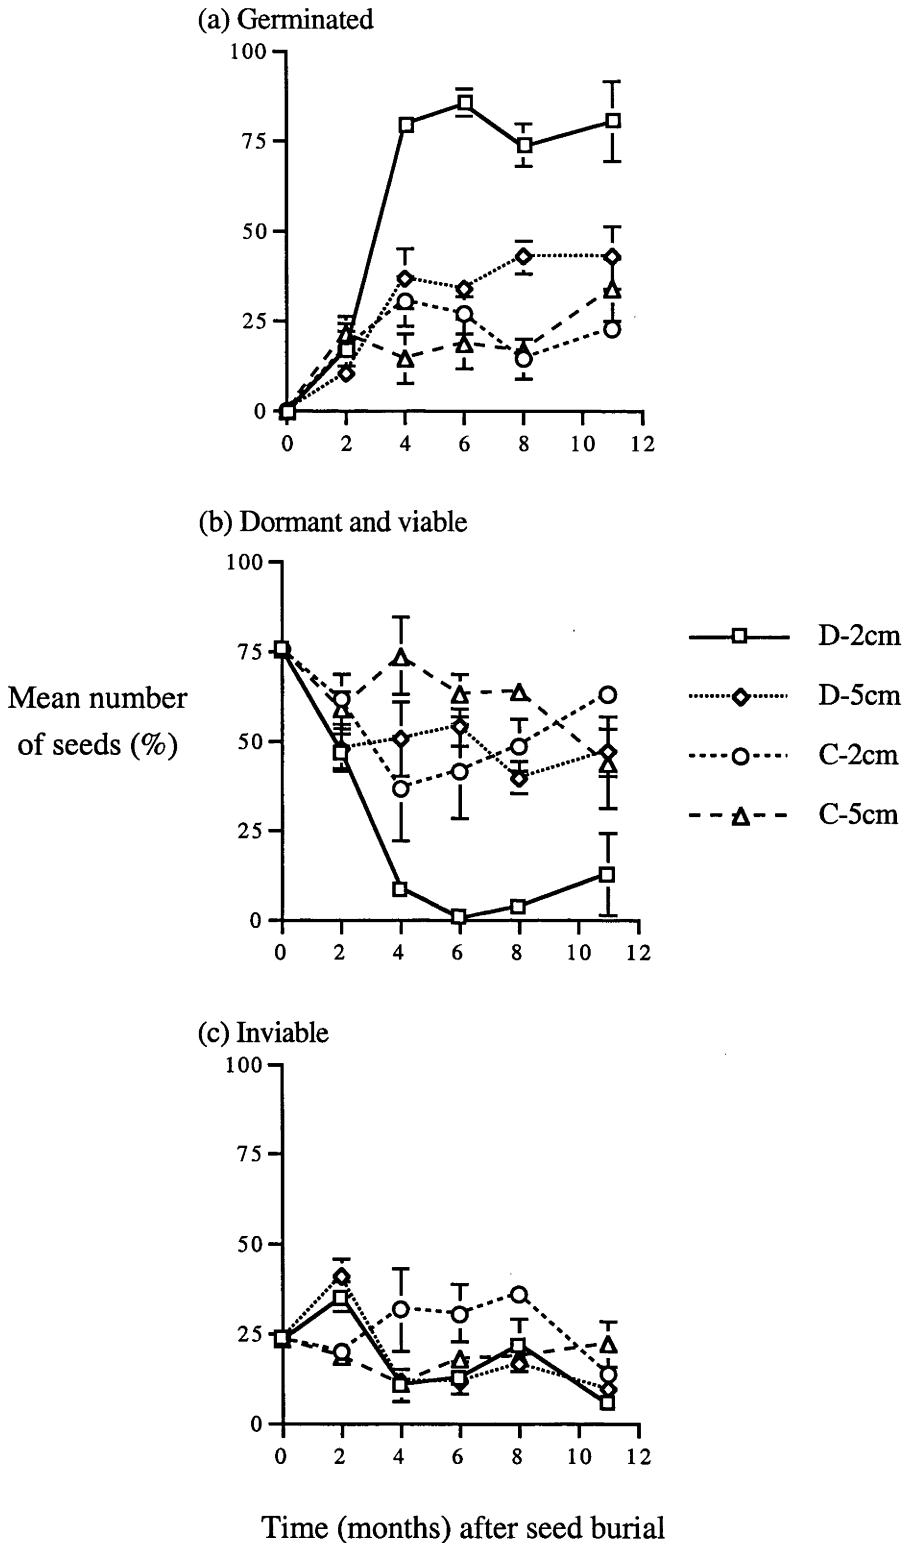 (a) Germinated
100
75
50
25
0
0 2 4 6 8 10 12
(b) Dormant and viable
100
75
50
25
0
0 2 4 6 8 10 12
Mean number
of seeds (%)
D-2cm
D-5cm
C-2cm
C-5cm
(c) Inviable
100
75
50
25
0
0 2 4 6 8 10 12
Time (months) after seed burial